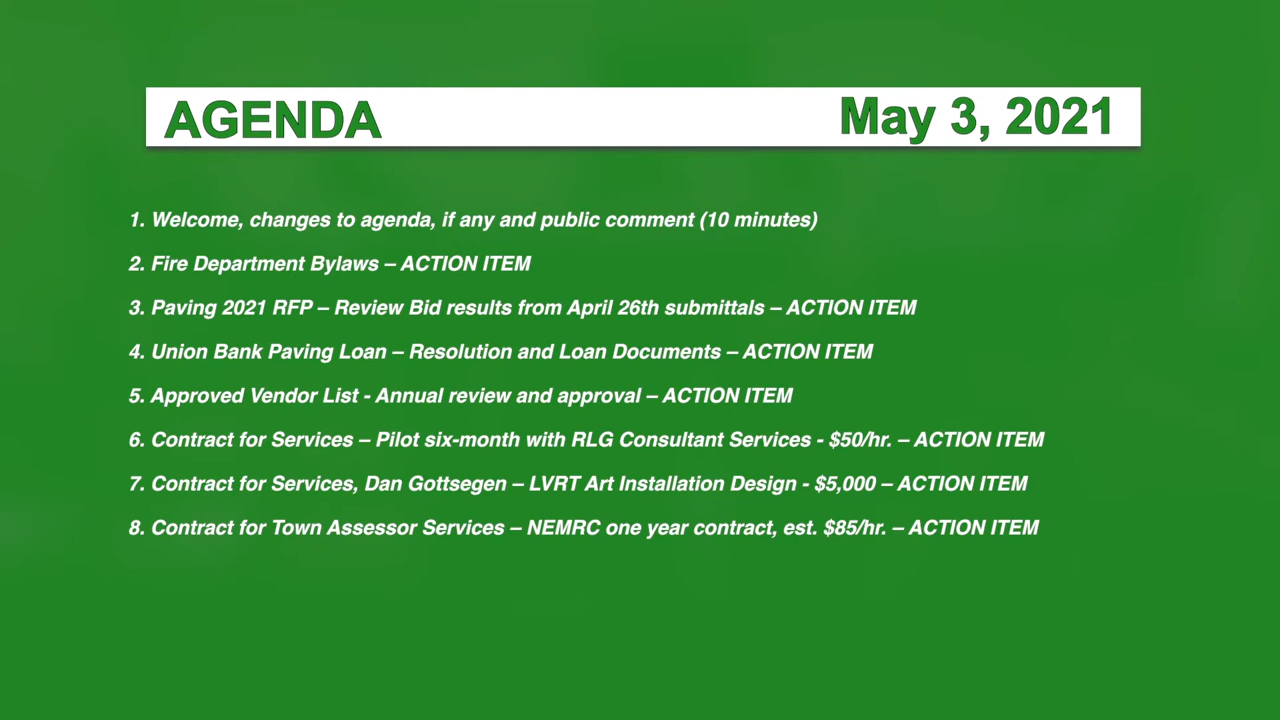 AGENDA
May 3, 2021
1. Welcome, changes to agenda, if any and public comment (10 minutes)
2. Fire Department Bylaws – ACTION ITEM
3. Paving 2021 RFP – Review Bid results from April 26th submittals – ACTION ITEM
4. Union Bank Paving Loan – Resolution and Loan Documents – ACTION ITEM
5. Approved Vendor List - Annual review and approval – ACTION ITEM
6. Contract for Services – Pilot six-month with RLG Consultant Services - $50/hr. – ACTION ITEM
7. Contract for Services, Dan Gottsegen – LVRT Art Installation Design - $5,000 – ACTION ITEM
8. Contract for Town Assessor Services – NEMRC one year contract, est. $85/hr. – ACTION ITEM